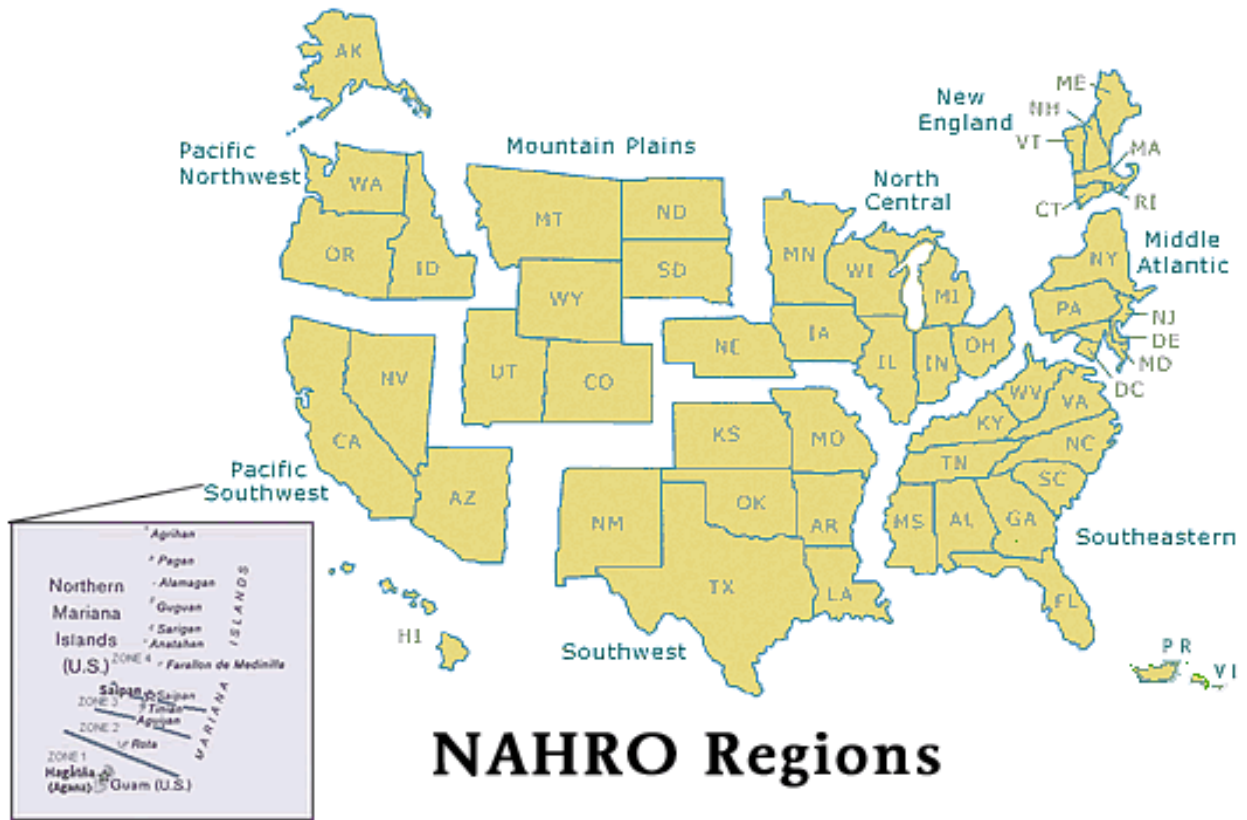 AK
Pacific
Northwest
WA
OR
ID
Mountain Plains
MT
ND
SD
WY
UT
CO
North
Central
MN
WI
MI
NE
IA
IL
IN
OH
New
England
ME
NH
VT
MA
CT
RI
Middle
Atlantic
NY
PA
NJ
DE
MD
DC
NV
CA
AZ
Pacific
Southwest
HI
KS
MO
NM
OK
AR
TX
LA
Southwest
WV
VA
KY
NC
TN
SC
MS
AL
GA
FL
Southeastern
PR
VI
Agrihan
Pagan
Alamagan
Guguan
Sarigan
Anatahan
Farallon de Medinilla
Northern
Mariana
Islands
(U.S.)
ZONE 4
MARIANA ISLANDS
Saipan
Saipan
ZONE 3
Tinian
Aguijan
ZONE 2
Rota
ZONE 1
Hagåtña
(Agana)
Guam (U.S.)
NAHRO Regions